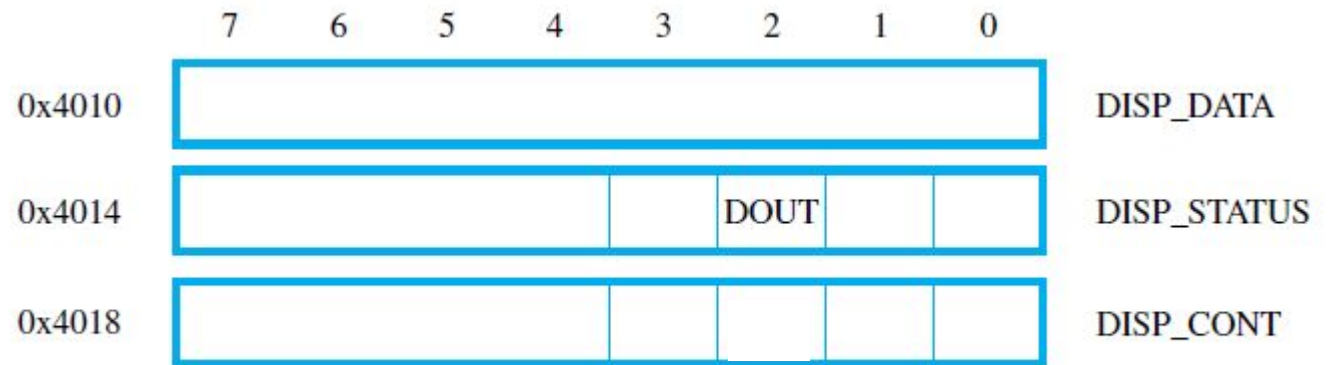 7 6 5 4 3 2 1 0
0x4010 DISP_DATA
0x4014 DOUT DISP_STATUS
0x4018 DISP_CONT